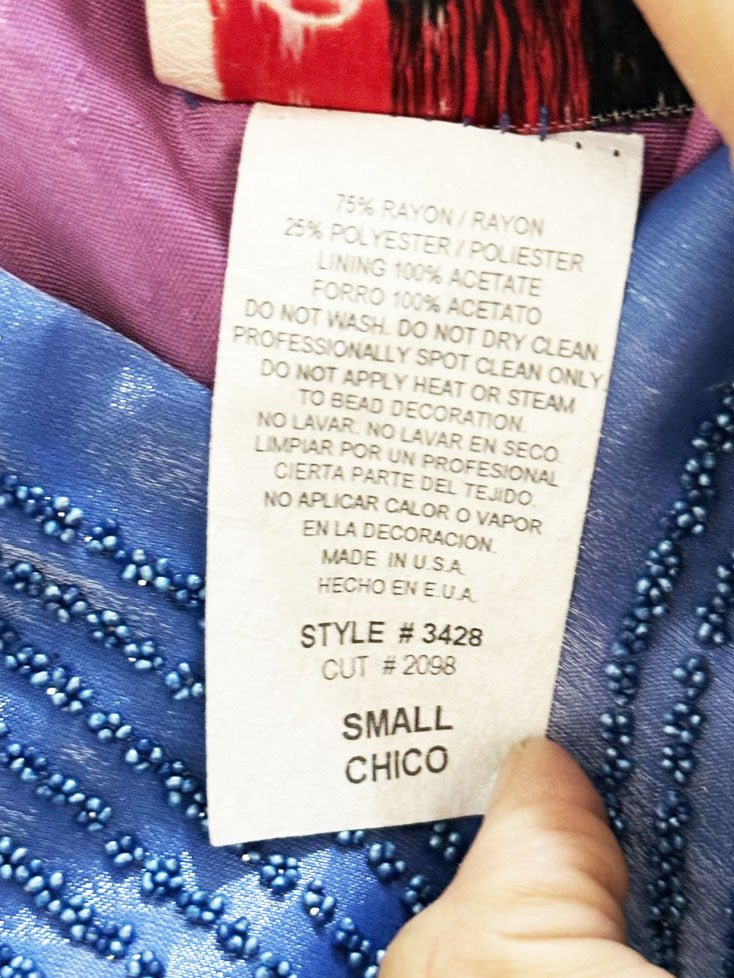 75% RAYON / RAYON
25% POLYESTER / POLIESTER
LINING 100% ACETATE
FORRO 100% ACETATO
DO NOT WASH. DO NOT DRY CLEAN.
PROFESSIONALLY SPOT CLEAN ONLY.
DO NOT APPLY HEAT OR STEAM
TO BEAD DECORATION.
NO LAVAR. NO LAVAR EN SECO.
LIMPIAR POR UN PROFESIONAL
CIERTA PARTE DEL TEJIDO.
NO APLICAR CALOR O VAPOR
EN LA DECORACION.
MADE IN U.S.A.
HECHO EN E.U.A.
STYLE # 3428
CUT # 2098
SMALL
CHICO